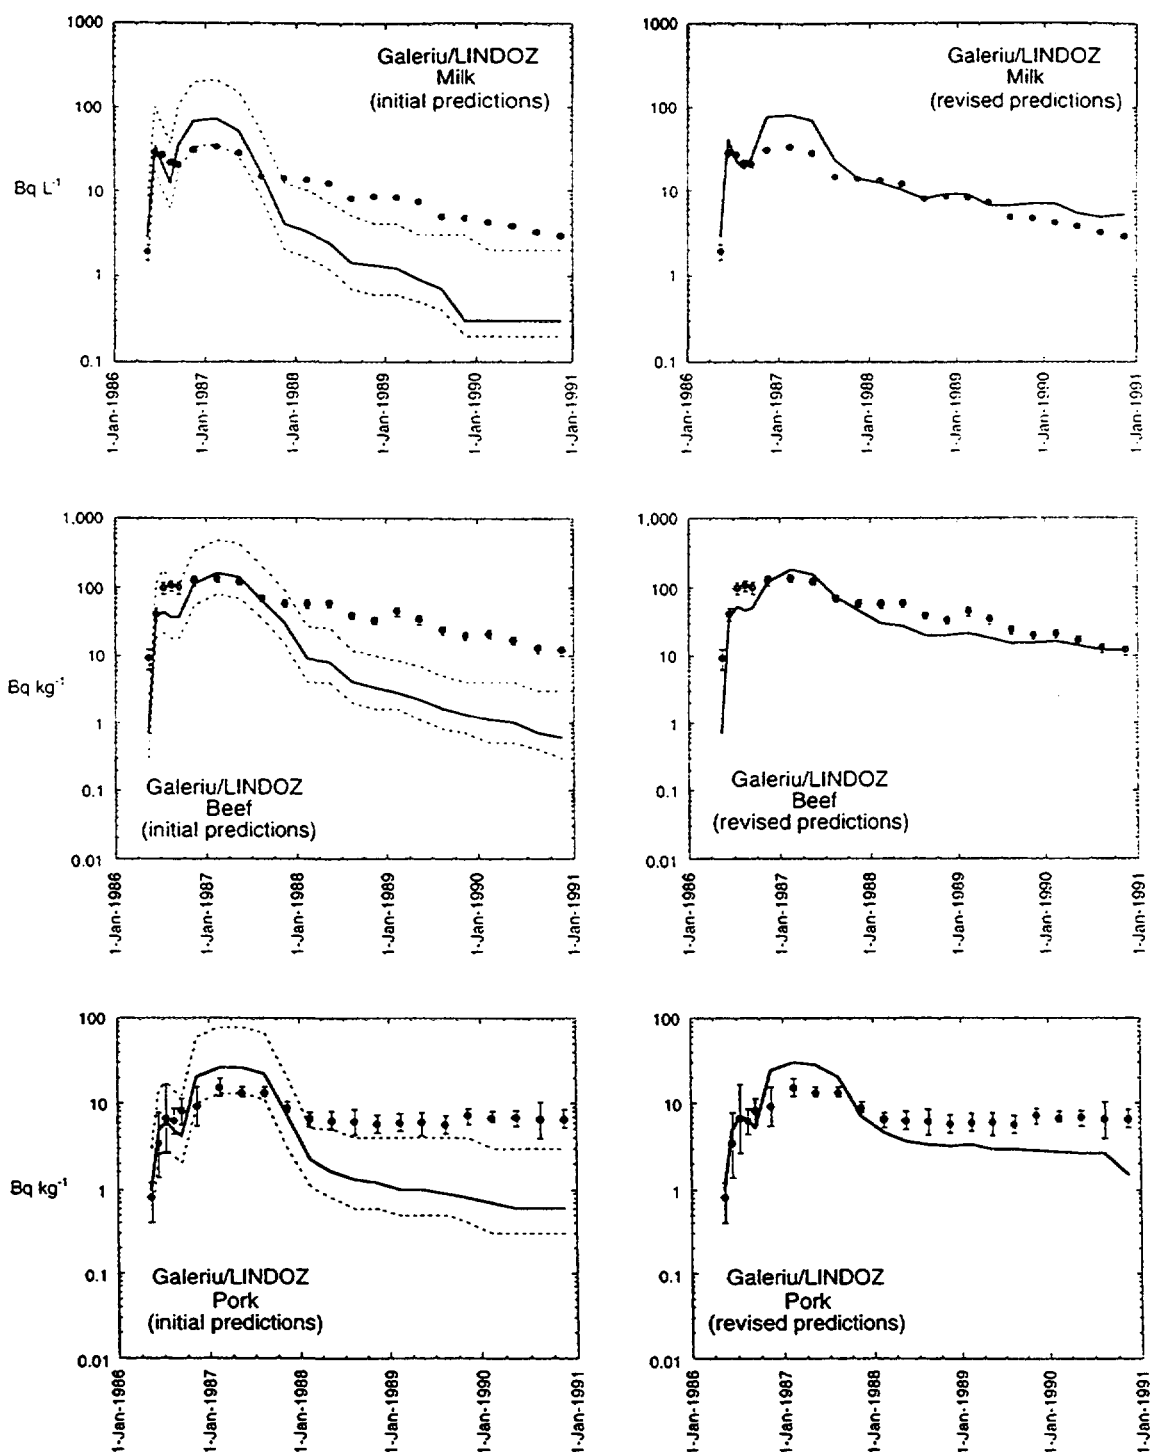 1000
100
10
1
0.1
Bq L⁻¹
Galeriu/LINDOZ
Milk
(initial predictions)
1-Jan-1986
1-Jan-1987
1-Jan-1988
1-Jan-1989
1-Jan-1990
1-Jan-1991
1000
100
10
1
0.1
Galeriu/LINDOZ
Milk
(revised predictions)
1-Jan-1986
1-Jan-1987
1-Jan-1988
1-Jan-1989
1-Jan-1990
1-Jan-1991
1.000
100
10
1
0.1
0.01
Bq kg⁻¹
Galeriu/LINDOZ
Beef
(initial predictions)
1-Jan-1986
1-Jan-1987
1-Jan-1988
1-Jan-1989
1-Jan-1990
1-Jan-1991
1.000
100
10
1
0.1
0.01
Galeriu/LINDOZ
Beef
(revised predictions)
1-Jan-1986
1-Jan-1987
1-Jan-1988
1-Jan-1989
1-Jan-1990
1-Jan-1991
100
10
1
0.1
0.01
Bq kg⁻¹
Galeriu/LINDOZ
Pork
(initial predictions)
1-Jan-1986
1-Jan-1987
1-Jan-1988
1-Jan-1989
1-Jan-1990
1-Jan-1991
100
10
1
0.1
0.01
Galeriu/LINDOZ
Pork
(revised predictions)
1-Jan-1986
1-Jan-1987
1-Jan-1988
1-Jan-1989
1-Jan-1990
1-Jan-1991